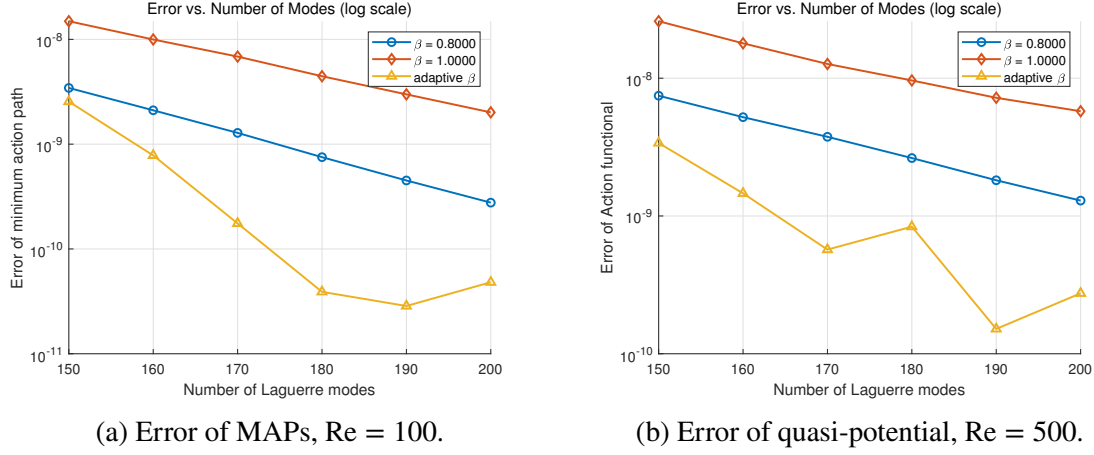 Error vs. Number of Modes (log scale)
10^-8
10^-9
10^-10
10^-11
Error of minimum action path
β = 0.8000
β = 1.0000
adaptive β
150 160 170 180 190 200
Number of Laguerre modes
(a) Error of MAPs, Re = 100.
Error vs. Number of Modes (log scale)
10^-8
10^-9
10^-10
Error of Action functional
β = 0.8000
β = 1.0000
adaptive β
150 160 170 180 190 200
Number of Laguerre modes
(b) Error of quasi-potential, Re = 500.